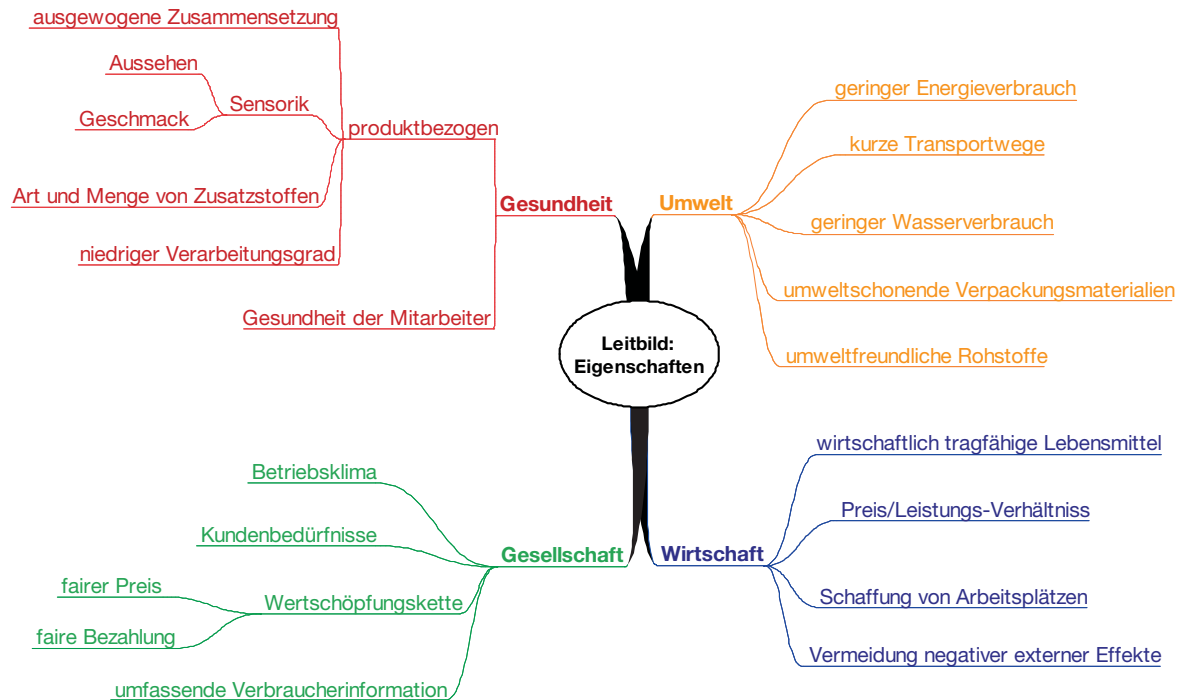 ausgewogene Zusammensetzung
Aussehen
Sensorik
Geschmack
produktbezogen
Art und Menge von Zusatzstoffen
niedriger Verarbeitungsgrad
Gesundheit
Gesundheit der Mitarbeiter
Umwelt
geringer Energieverbrauch
kurze Transportwege
geringer Wasserverbrauch
umweltschonende Verpackungsmaterialien
umweltfreundliche Rohstoffe
Leitbild:
Eigenschaften
Betriebsklima
Kundenbedürfnisse
Gesellschaft
fairer Preis
Wertschöpfungskette
faire Bezahlung
umfassende Verbraucherinformation
Wirtschaft
wirtschaftlich tragfähige Lebensmittel
Preis/Leistungs-Verhältniss
Schaffung von Arbeitsplätzen
Vermeidung negativer externer Effekte